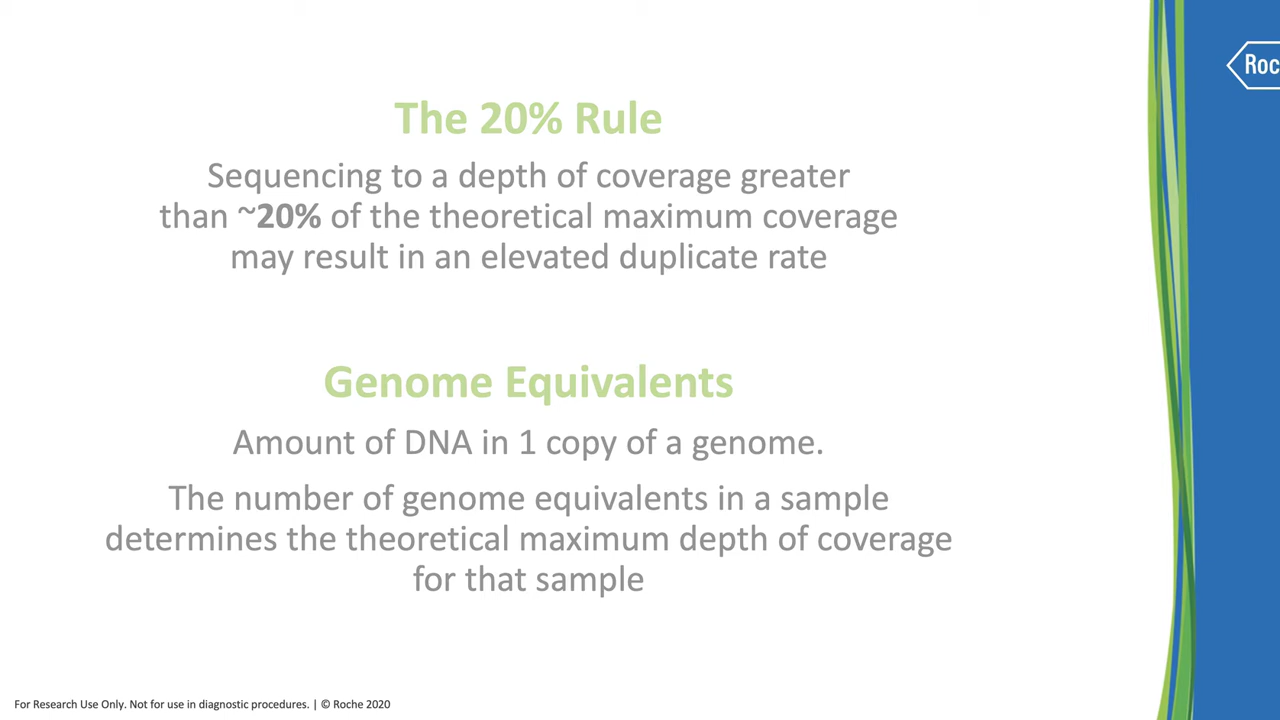 Roc
The 20% Rule
Sequencing to a depth of coverage greater
than ~20% of the theoretical maximum coverage
may result in an elevated duplicate rate
Genome Equivalents
Amount of DNA in 1 copy of a genome.
The number of genome equivalents in a sample
determines the theoretical maximum depth of coverage
for that sample
For Research Use Only. Not for use in diagnostic procedures. | © Roche 2020